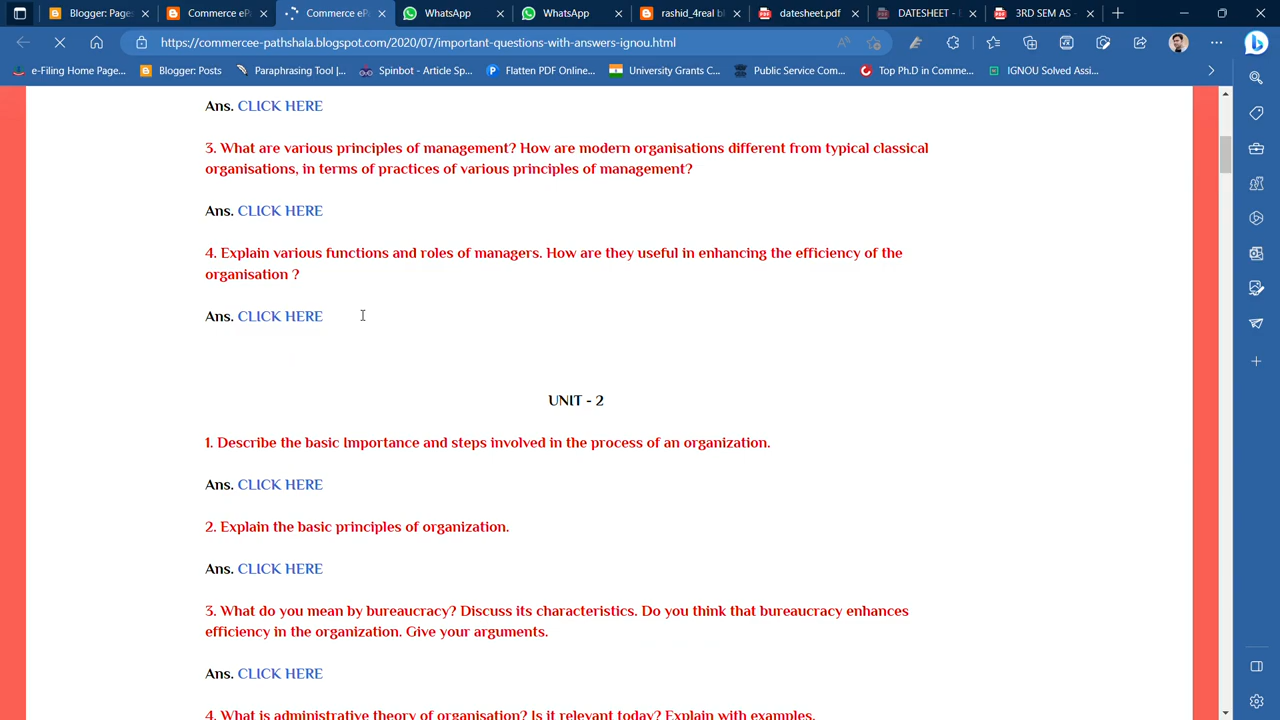 Blogger: Pages
Commerce eP
Commerce eP
WhatsApp
WhatsApp
rashid_4real bl
datesheet.pdf
DATESHEET - E
3RD SEM AS -
https://commercee-pathshala.blogspot.com/2020/07/important-questions-with-answers-ignou.html
e-Filing Home Page...
Blogger: Posts
Paraphrasing Tool |...
Spinbot - Article Sp...
Flatten PDF Online...
University Grants C...
Public Service Com...
Top Ph.D in Comme...
IGNOU Solved Assi...
Ans. CLICK HERE
3. What are various principles of management? How are modern organisations different from typical classical
organisations, in terms of practices of various principles of management?
Ans. CLICK HERE
4. Explain various functions and roles of managers. How are they useful in enhancing the efficiency of the
organisation ?
Ans. CLICK HERE
UNIT - 2
1. Describe the basic Importance and steps involved in the process of an organization.
Ans. CLICK HERE
2. Explain the basic principles of organization.
Ans. CLICK HERE
3. What do you mean by bureaucracy? Discuss its characteristics. Do you think that bureaucracy enhances
efficiency in the organization. Give your arguments.
Ans. CLICK HERE
4. What is administrative theory of organisation? Is it relevant today? Explain with examples.